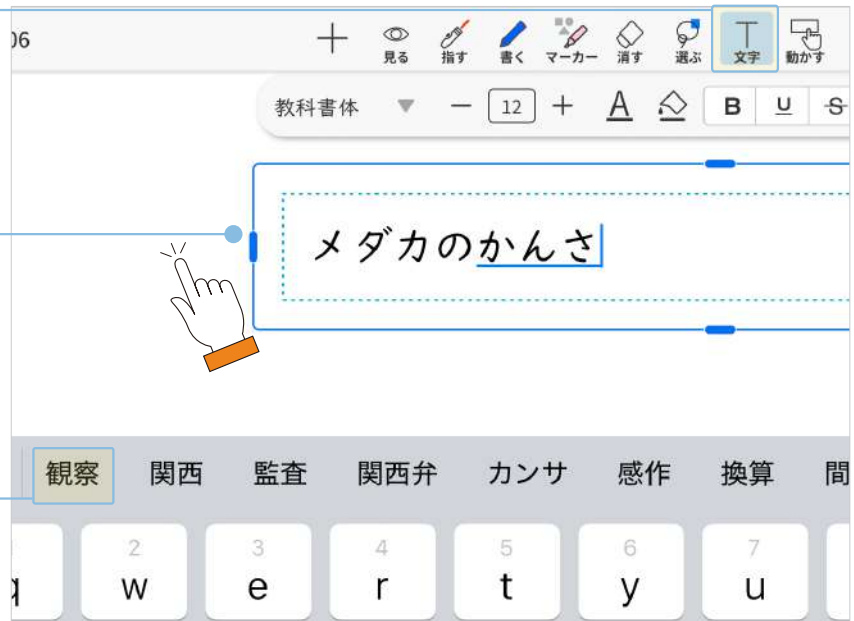 06
見る 指す 書く マーカー 消す 選ぶ 文字 動かす
教科書体 ▼ − 12 + A B U S
メダカのかんさ
観察 関西 監査 関西弁 カンサ 感作 換算 間
2 3 4 5 6 7
q w e r t y u